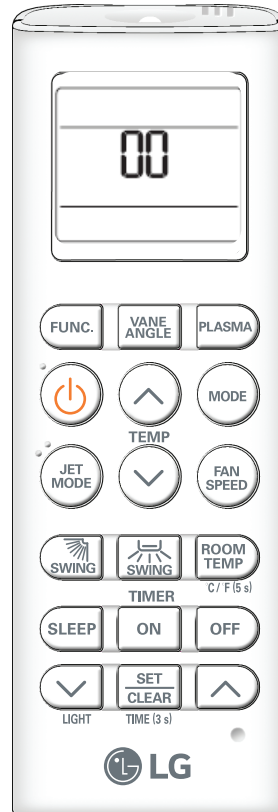 00
FUNC.
VANE
ANGLE
PLASMA
MODE
TEMP
JET
MODE
FAN
SPEED
SWING
SWING
ROOM
TEMP
C / F (5 s)
TIMER
SLEEP
ON
OFF
SET
CLEAR
LIGHT
TIME (3 s)
LG